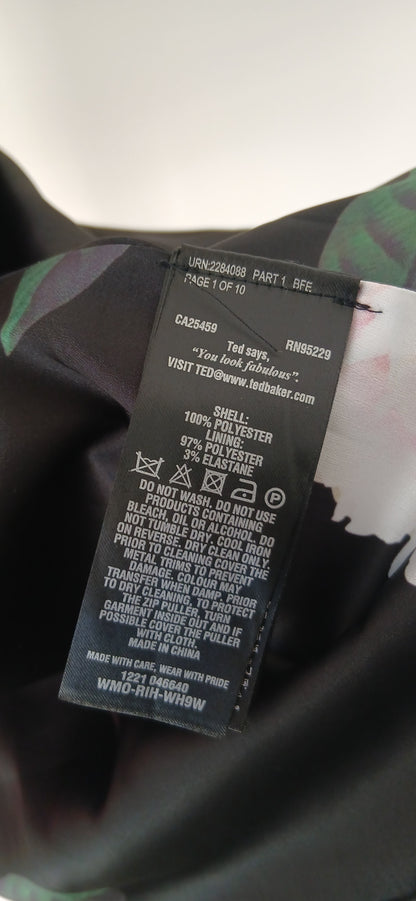 URN:2284088 PART 1 BFE
PAGE 1 OF 10
CA25459 RN95229
Ted says,
"You look fabulous".
VISIT TED@www.tedbaker.com
SHELL:
100% POLYESTER
LINING:
97% POLYESTER
3% ELASTANE
P
DO NOT WASH, DO NOT USE
PRODUCTS CONTAINING
BLEACH, OIL OR ALCOHOL, DO
NOT TUMBLE DRY, COOL IRON
ON REVERSE, DRY CLEAN ONLY.
PRIOR TO CLEANING COVER THE
METAL TRIMS TO PREVENT
DAMAGE. COLOUR MAY
TRANSFER WHEN DAMP. PRIOR
TO DRY CLEANING, TO PROTECT
THE ZIP PULLER, TURN
GARMENT INSIDE OUT AND IF
POSSIBLE COVER THE PULLER
WITH CLOTH.
MADE IN CHINA
MADE WITH CARE, WEAR WITH PRIDE
1221 046640
WMO-RIH-WH9W